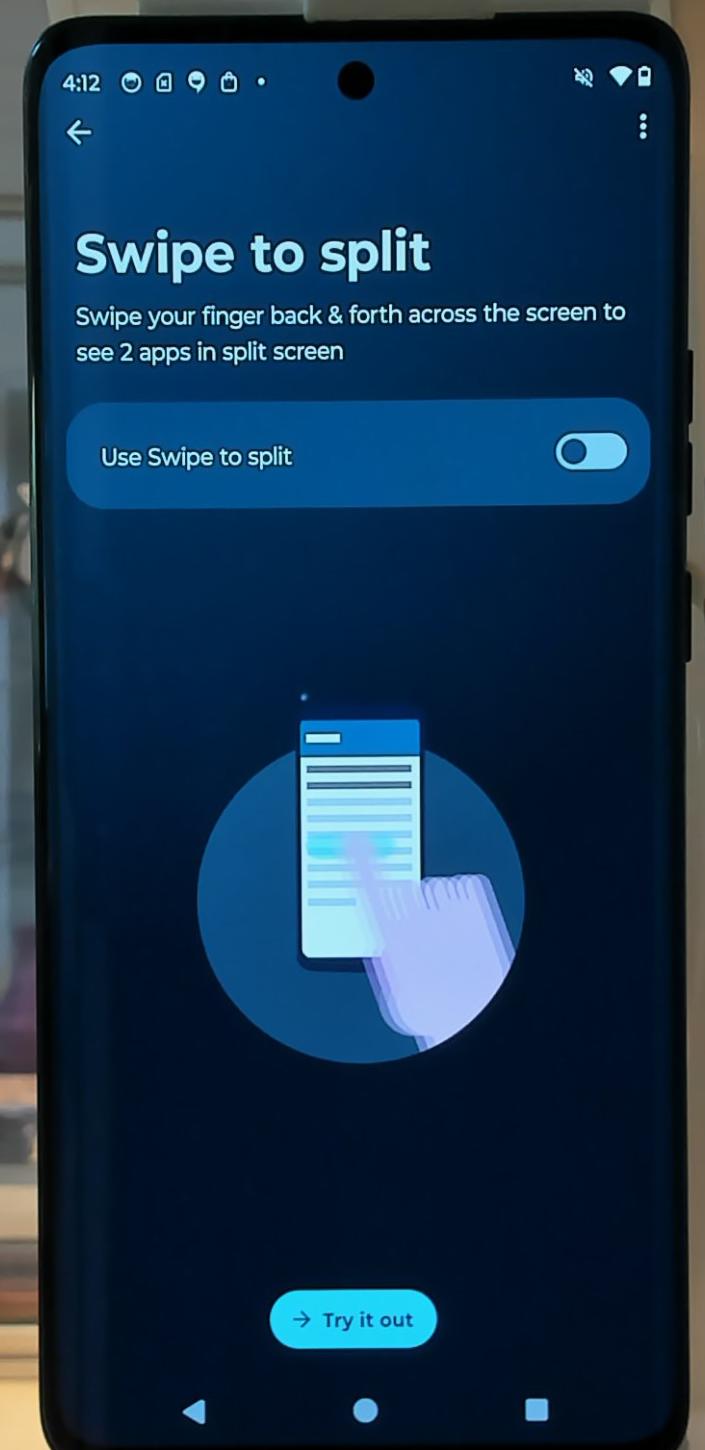 4:12
Swipe to split
Swipe your finger back & forth across the screen to
see 2 apps in split screen
Use Swipe to split
Try it out